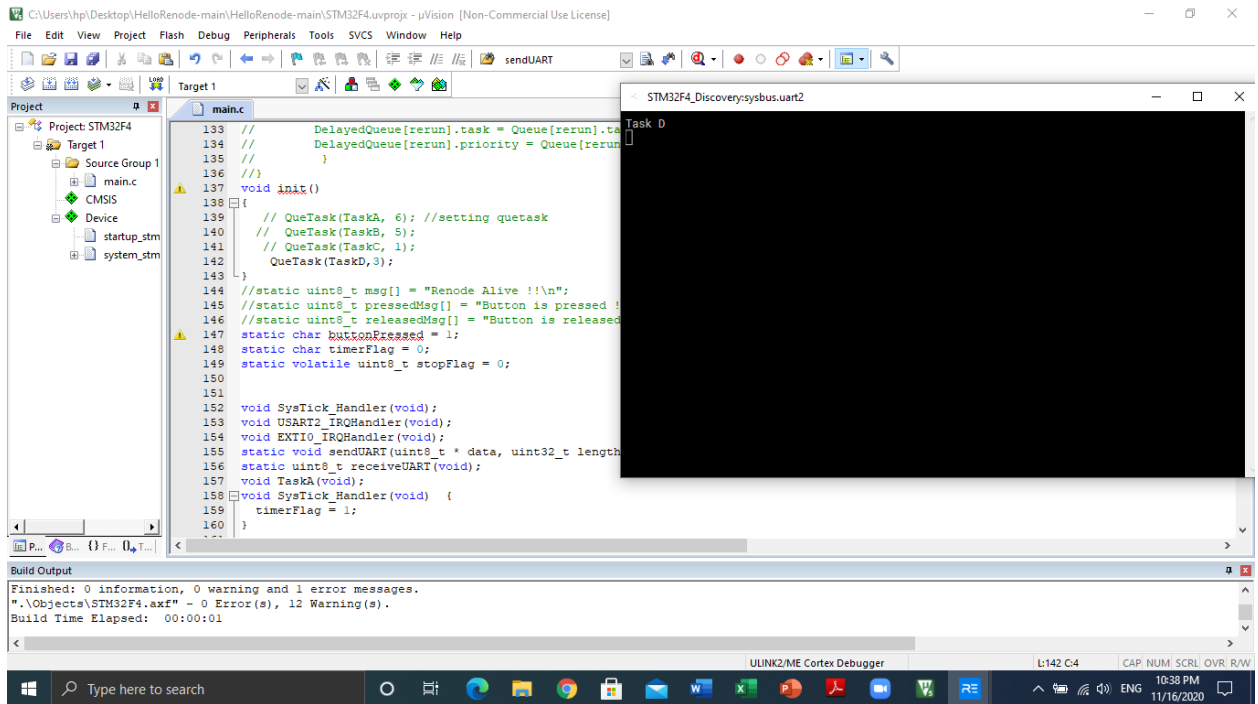 C:\Users\hp\Desktop\HelloRenode-main\HelloRenode-main\STM32F4.uvprojx - µVision [Non-Commercial Use License]
File Edit View Project Flash Debug Peripherals Tools SVCS Window Help
sendUART
LOAD
Target 1
Project
Project: STM32F4
Target 1
Source Group 1
main.c
CMSIS
Device
startup_stm
system_stm
main.c
133 // DelayedQueue[rerun].task = Queue[rerun].ta
134 // DelayedQueue[rerun].priority = Queue[rerun
135 // }
136 //}
137 void init()
138 {
139 // QueTask(TaskA, 6); //setting quetask
140 // QueTask(TaskB, 5);
141 // QueTask(TaskC, 1);
142 QueTask(TaskD,3);
143 }
144 //static uint8_t msg[] = "Renode Alive !!\n";
145 //static uint8_t pressedMsg[] = "Button is pressed !
146 //static uint8_t releasedMsg[] = "Button is released
147 static char buttonPressed = 1;
148 static char timerFlag = 0;
149 static volatile uint8_t stopFlag = 0;
150
151
152 void SysTick_Handler(void);
153 void USART2_IRQHandler(void);
154 void EXTI0_IRQHandler(void);
155 static void sendUART(uint8_t * data, uint32_t length
156 static uint8_t receiveUART(void);
157 void TaskA(void);
158 void SysTick_Handler(void) {
159 timerFlag = 1;
160 }
STM32F4_Discovery:sysbus.uart2
Task D
P... B... {} F... 0 T...
Build Output
Finished: 0 information, 0 warning and 1 error messages.
".\Objects\STM32F4.axf" - 0 Error(s), 12 Warning(s).
Build Time Elapsed: 00:00:01
ULINK2/ME Cortex Debugger L:142 C:4 CAP NUM SCRL OVR R/W
Type here to search
RE
ENG
10:38 PM
11/16/2020